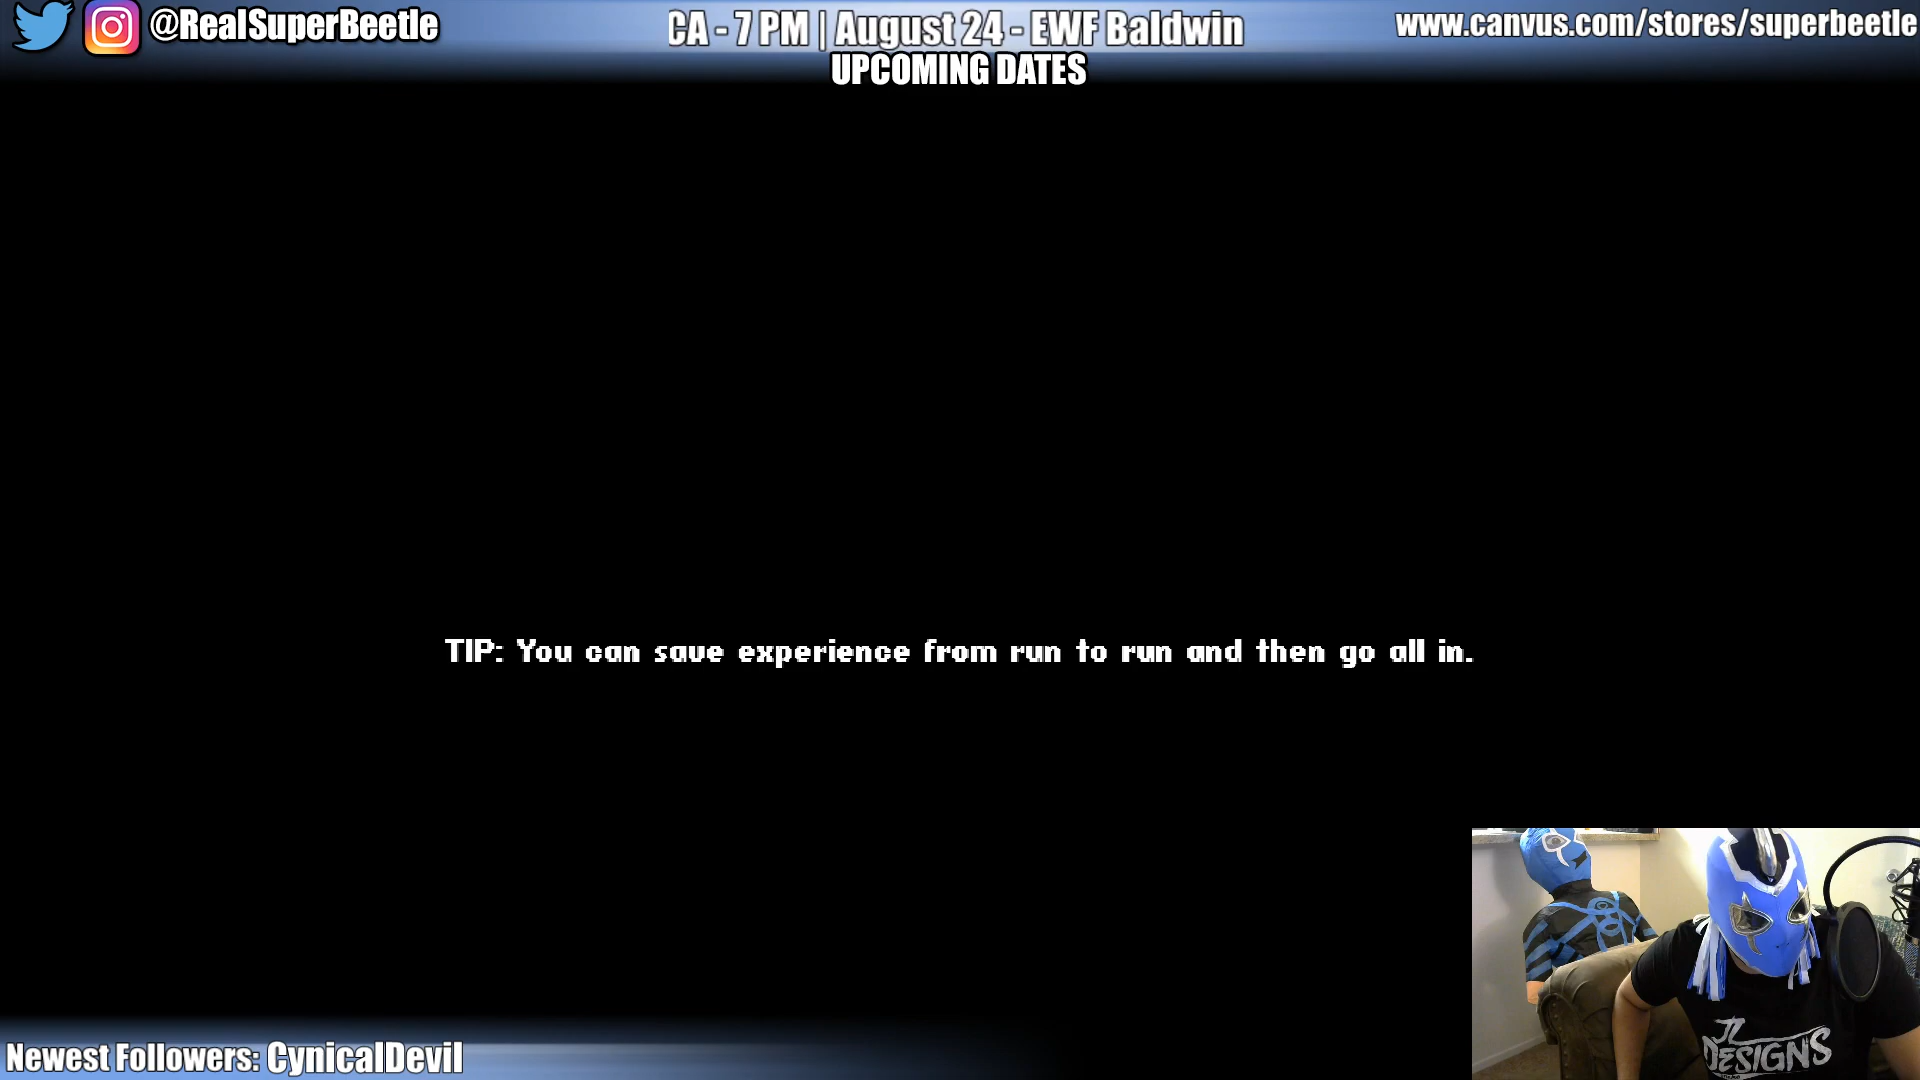 @RealSuperBeetle
CA - 7 PM | August 24 - EWF Baldwin
www.canvus.com/stores/superbeetle
UPCOMING DATES
TIP: You can save experience from run to run and then go all in.
JL
DESIGNS
Newest Followers: CynicalDevil